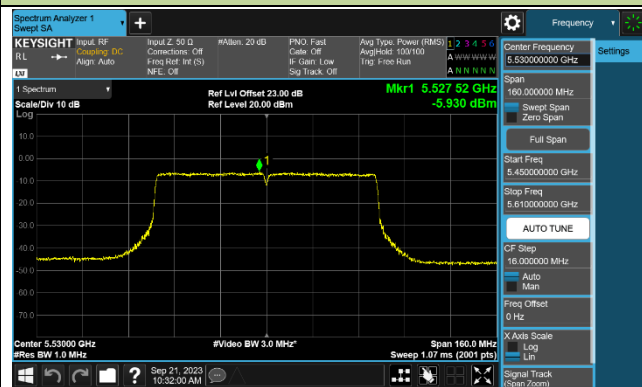 Spectrum Analyzer 1
Swept SA
+
Frequency
KEYSIGHT
Input: RF
Coupling: DC
Align: Auto
Input Z: 50 Ω
Corrections: Off
Freq Ref: Int (S)
NFE: Off
#Atten: 20 dB
PNO: Fast
Gate: Off
IF Gain: Low
Sig Track: Off
Avg Type: Power (RMS)
Avg|Hold: 100/100
Trig: Free Run
1 2 3 4 5 6
A W W W W W
A N N N N N
R L
LXI
1 Spectrum
Scale/Div 10 dB
Log
Ref Lvl Offset 23.00 dB
Ref Level 20.00 dBm
Mkr1 5.527 52 GHz
-5.930 dBm
1
10.0
0.00
-10.0
-20.0
-30.0
-40.0
-50.0
-60.0
-70.0
Center 5.53000 GHz
#Res BW 1.0 MHz
#Video BW 3.0 MHz*
Span 160.0 MHz
Sweep 1.07 ms (2001 pts)
Center Frequency
5.530000000 GHz
Settings
Span
160.000000 MHz
Swept Span
Zero Span
Full Span
Start Freq
5.450000000 GHz
Stop Freq
5.610000000 GHz
AUTO TUNE
CF Step
16.000000 MHz
Auto
Man
Freq Offset
0 Hz
X Axis Scale
Log
Lin
Signal Track
(Span Zoom)
?
Sep 21, 2023
10:32:00 AM